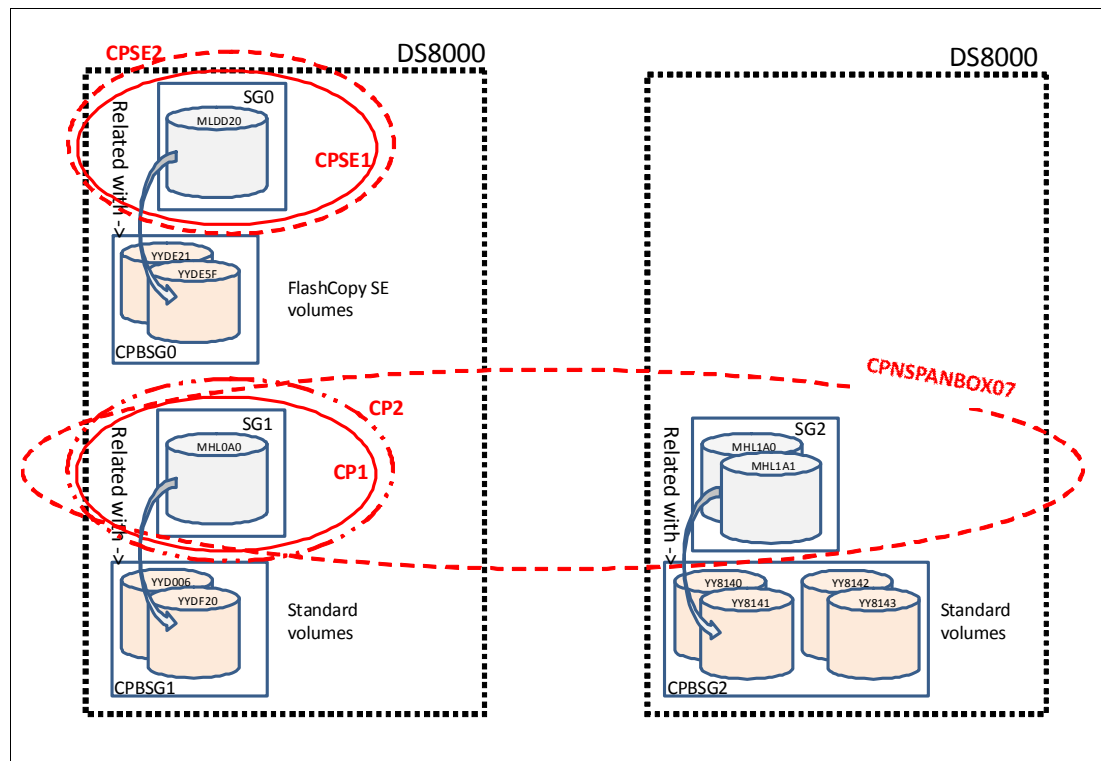 CPSE2
DS8000
DS8000
SG0
MLDD20
CPSE1
Related with ->
YYDE21
YYDE5F
FlashCopy SE
volumes
CPBSG0
CPNSPANBOX07
CP2
SG1
MHL0A0
CP1
Related with ->
SG2
MHL1A0
MHL1A1
Related with ->
YYD006
YYDF20
Standard
volumes
CPBSG1
YY8140
YY8141
YY8142
YY8143
Standard
volumes
CPBSG2